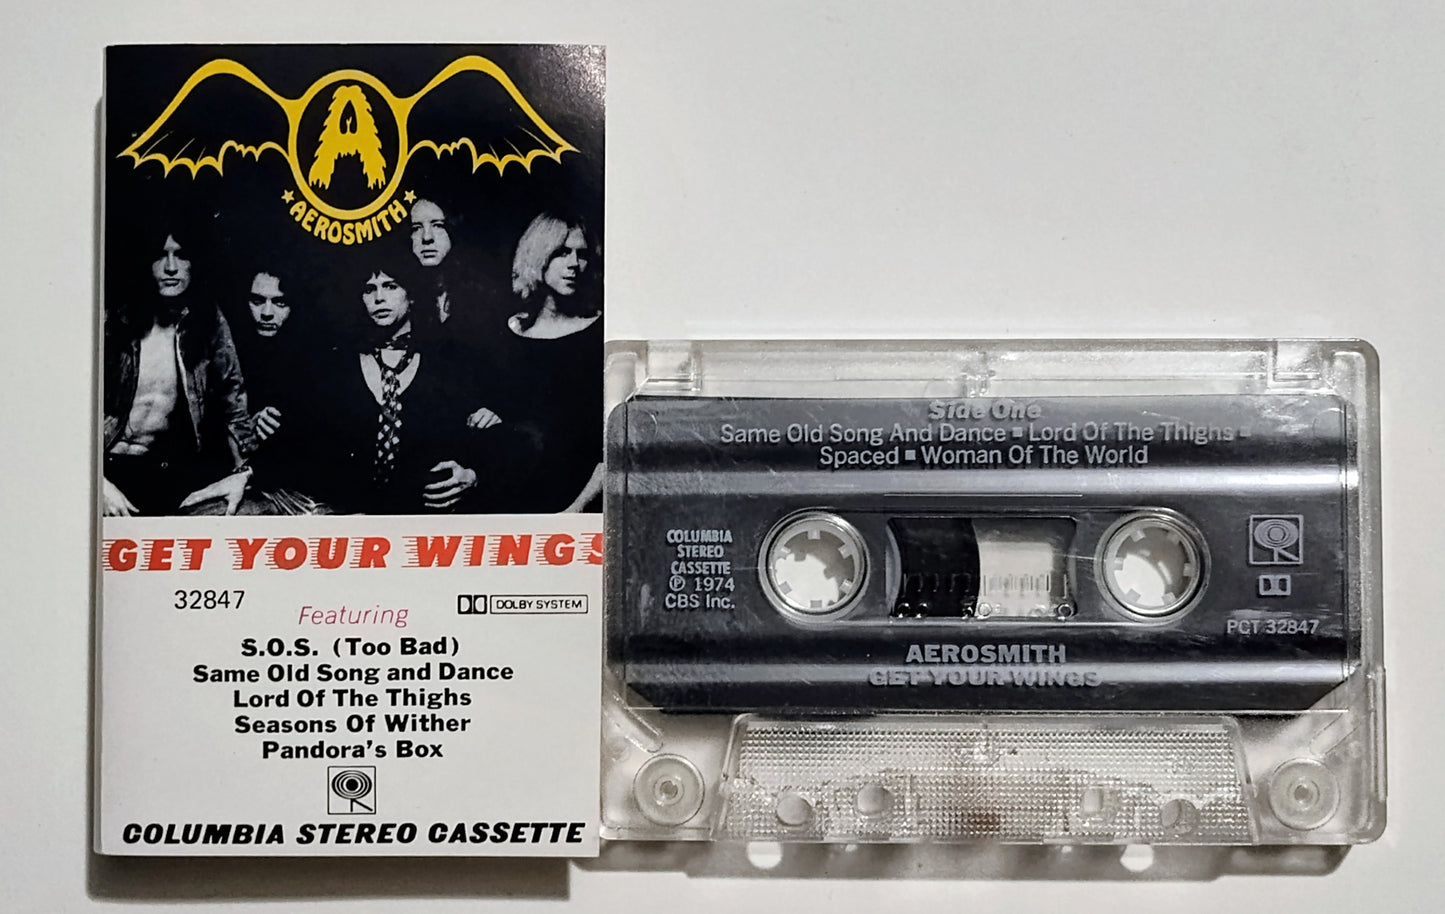 A
★AEROSMITH★
GET YOUR WINGS
32847
Featuring
DOLBY SYSTEM
S.O.S. (Too Bad)
Same Old Song and Dance
Lord Of The Thighs
Seasons Of Wither
Pandora's Box
COLUMBIA STEREO CASSETTE
Side One
Same Old Song And Dance ▪ Lord Of The Thighs ▪
Spaced ▪ Woman Of The World
COLUMBIA
STEREO
CASSETTE
℗ 1974
CBS Inc.
PCT 32847
AEROSMITH
GET YOUR WINGS